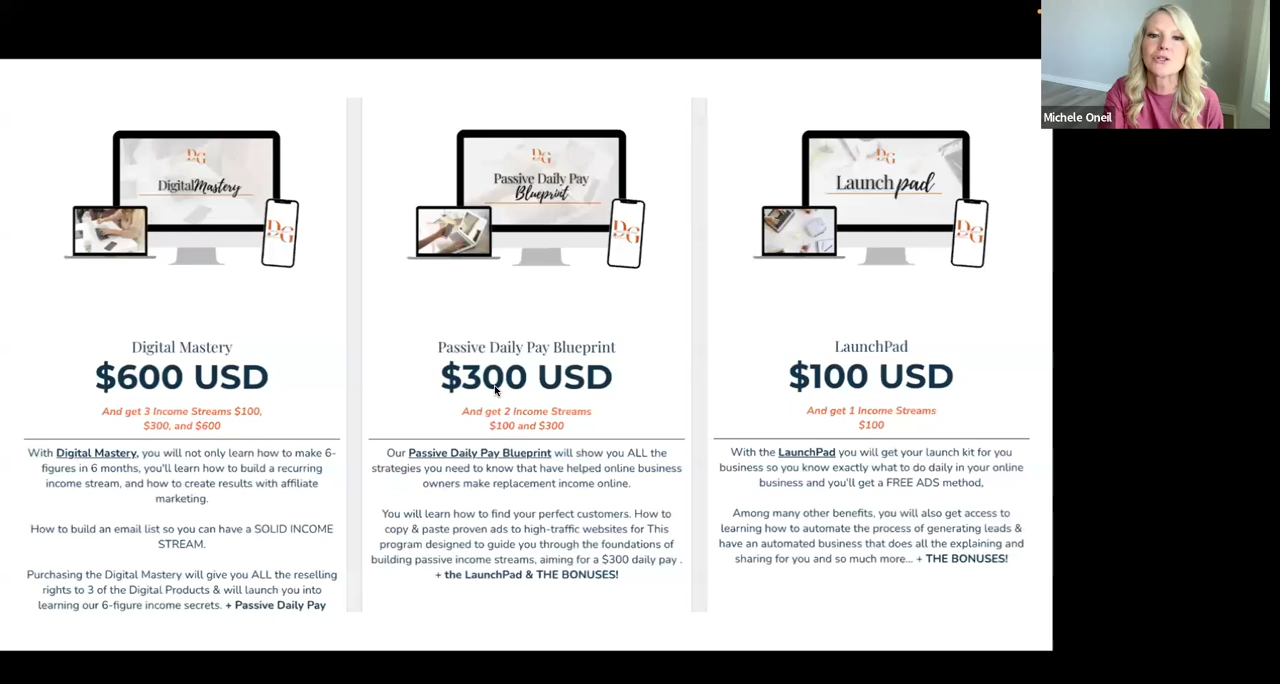 Michele Oneil
DG
DigitalMastery
DG
DG
Passive Daily Pay
Blueprint
DG
DG
Launch pad
DG
Digital Mastery
$600 USD
And get 3 Income Streams $100,
$300, and $600
With Digital Mastery, you will not only learn how to make 6-
figures in 6 months, you'll learn how to build a recurring
income stream, and how to create results with affiliate
marketing.
How to build an email list so you can have a SOLID INCOME
STREAM.
Purchasing the Digital Mastery will give you ALL the reselling
rights to 3 of the Digital Products & will launch you into
learning our 6-figure income secrets. + Passive Daily Pay
Passive Daily Pay Blueprint
$300 USD
And get 2 Income Streams
$100 and $300
Our Passive Daily Pay Blueprint will show you ALL the
strategies you need to know that have helped online business
owners make replacement income online.
You will learn how to find your perfect customers. How to
copy & paste proven ads to high-traffic websites for This
program designed to guide you through the foundations of
building passive income streams, aiming for a $300 daily pay .
+ the LaunchPad & THE BONUSES!
LaunchPad
$100 USD
And get 1 Income Streams
$100
With the LaunchPad you will get your launch kit for you
business so you know exactly what to do daily in your online
business and you'll get a FREE ADS method,
Among many other benefits, you will also get access to
learning how to automate the process of generating leads &
have an automated business that does all the explaining and
sharing for you and so much more... + THE BONUSES!